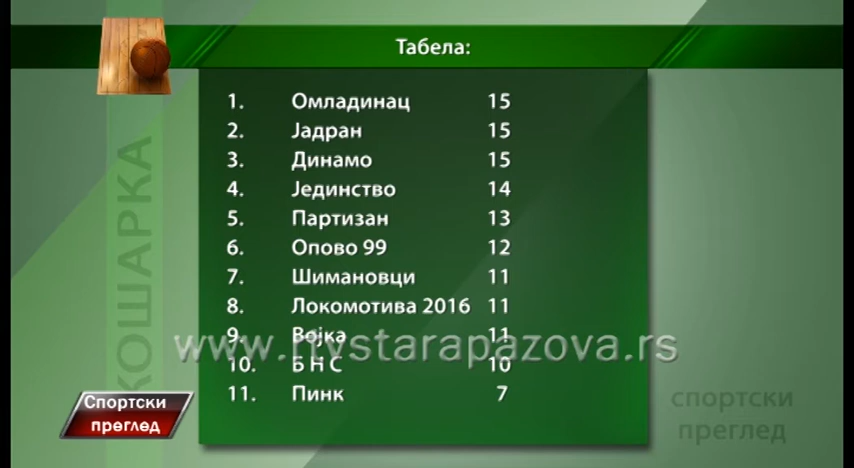 Табела:
1. Омладинац 15
2. Јадран 15
3. Динамо 15
4. Јединство 14
5. Партизан 13
6. Опово 99 12
7. Шимановци 11
8. Локомотива 2016 11
9. Војка 11
10. Б Н С 10
11. Пинк 7
КОШАРКА
www.rtvstarapazova.rs
Спортски
преглед
спортски
преглед